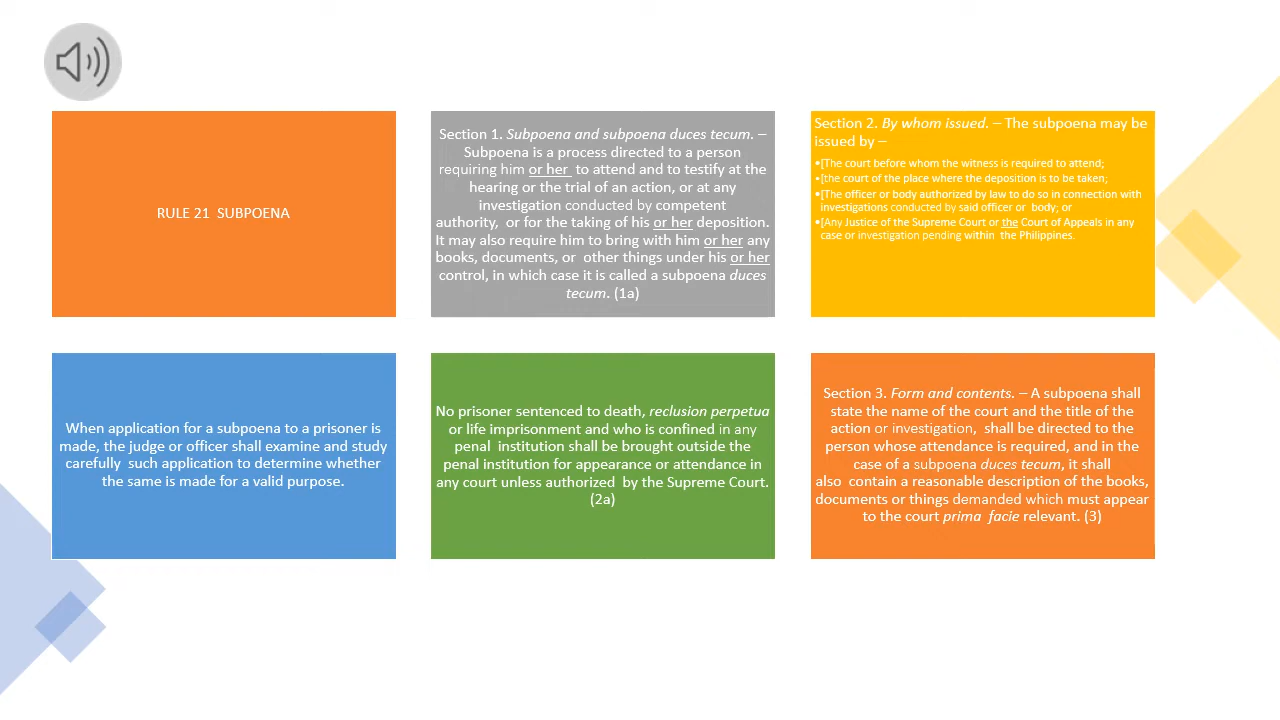 RULE 21  SUBPOENA
Section 1. Subpoena and subpoena duces tecum. –
Subpoena is a process directed to a person
requiring him or her  to attend and to testify at the
hearing or the trial of an action, or at any
investigation conducted by competent
authority,  or for the taking of his or her deposition.
It may also require him to bring with him or her any
books, documents, or  other things under his or her
control, in which case it is called a subpoena duces
tecum. (1a)
Section 2. By whom issued. – The subpoena may be
issued by –
•[The court before whom the witness is required to attend;
•[the court of the place where the deposition is to be taken;
•[The officer or body authorized by law to do so in connection with
investigations conducted by said officer or  body; or
•[Any Justice of the Supreme Court or the Court of Appeals in any
case or investigation pending within  the Philippines.
When application for a subpoena to a prisoner is
made, the judge or officer shall examine and study
carefully  such application to determine whether
the same is made for a valid purpose.
No prisoner sentenced to death, reclusion perpetua
or life imprisonment and who is confined in any
penal  institution shall be brought outside the
penal institution for appearance or attendance in
any court unless authorized  by the Supreme Court.
(2a)
Section 3. Form and contents. – A subpoena shall
state the name of the court and the title of the
action or investigation,  shall be directed to the
person whose attendance is required, and in the
case of a subpoena duces tecum, it shall
also  contain a reasonable description of the books,
documents or things demanded which must appear
to the court prima  facie relevant. (3)